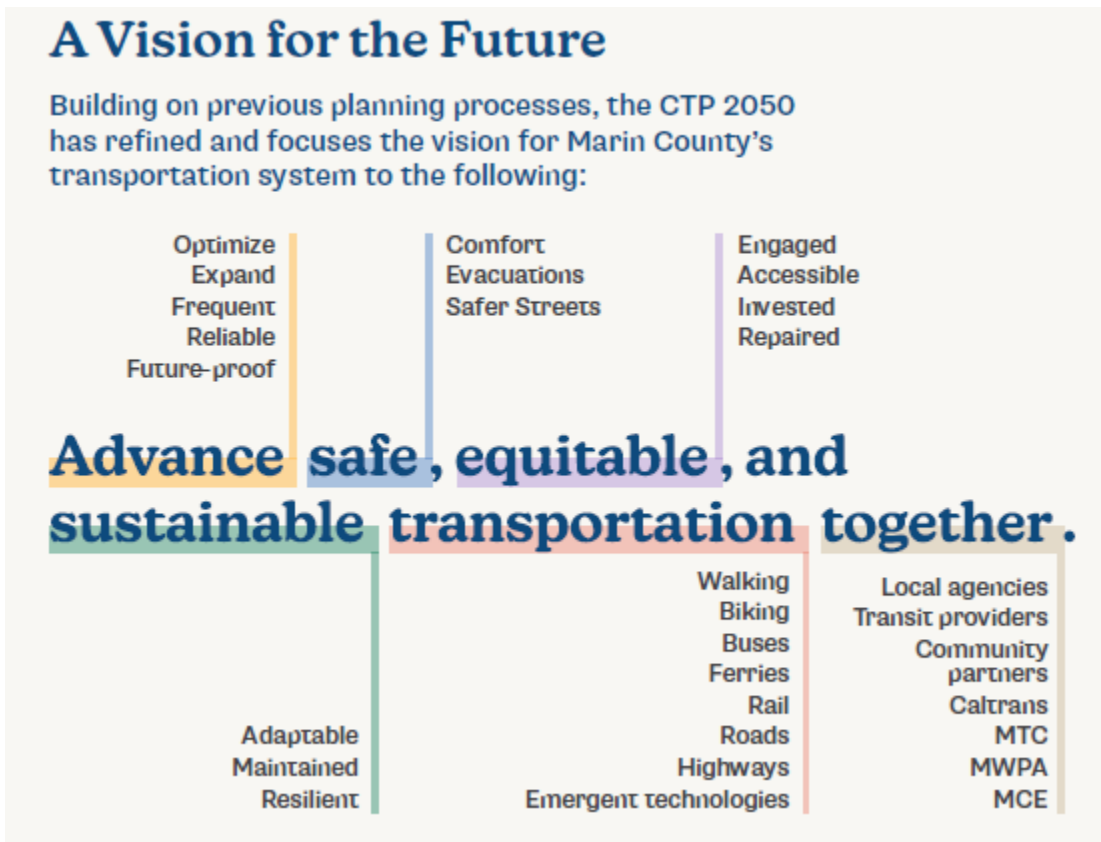 A Vision for the Future
Building on previous planning processes, the CTP 2050
has refined and focuses the vision for Marin County's
transportation system to the following:
Optimize
Expand
Frequent
Reliable
Future-proof
Comfort
Evacuations
Safer Streets
Engaged
Accessible
Invested
Repaired
Advance safe, equitable, and
sustainable transportation together.
Adaptable
Maintained
Resilient
Walking
Biking
Buses
Ferries
Rail
Roads
Highways
Emergent technologies
Local agencies
Transit providers
Community
partners
Caltrans
MTC
MWPA
MCE